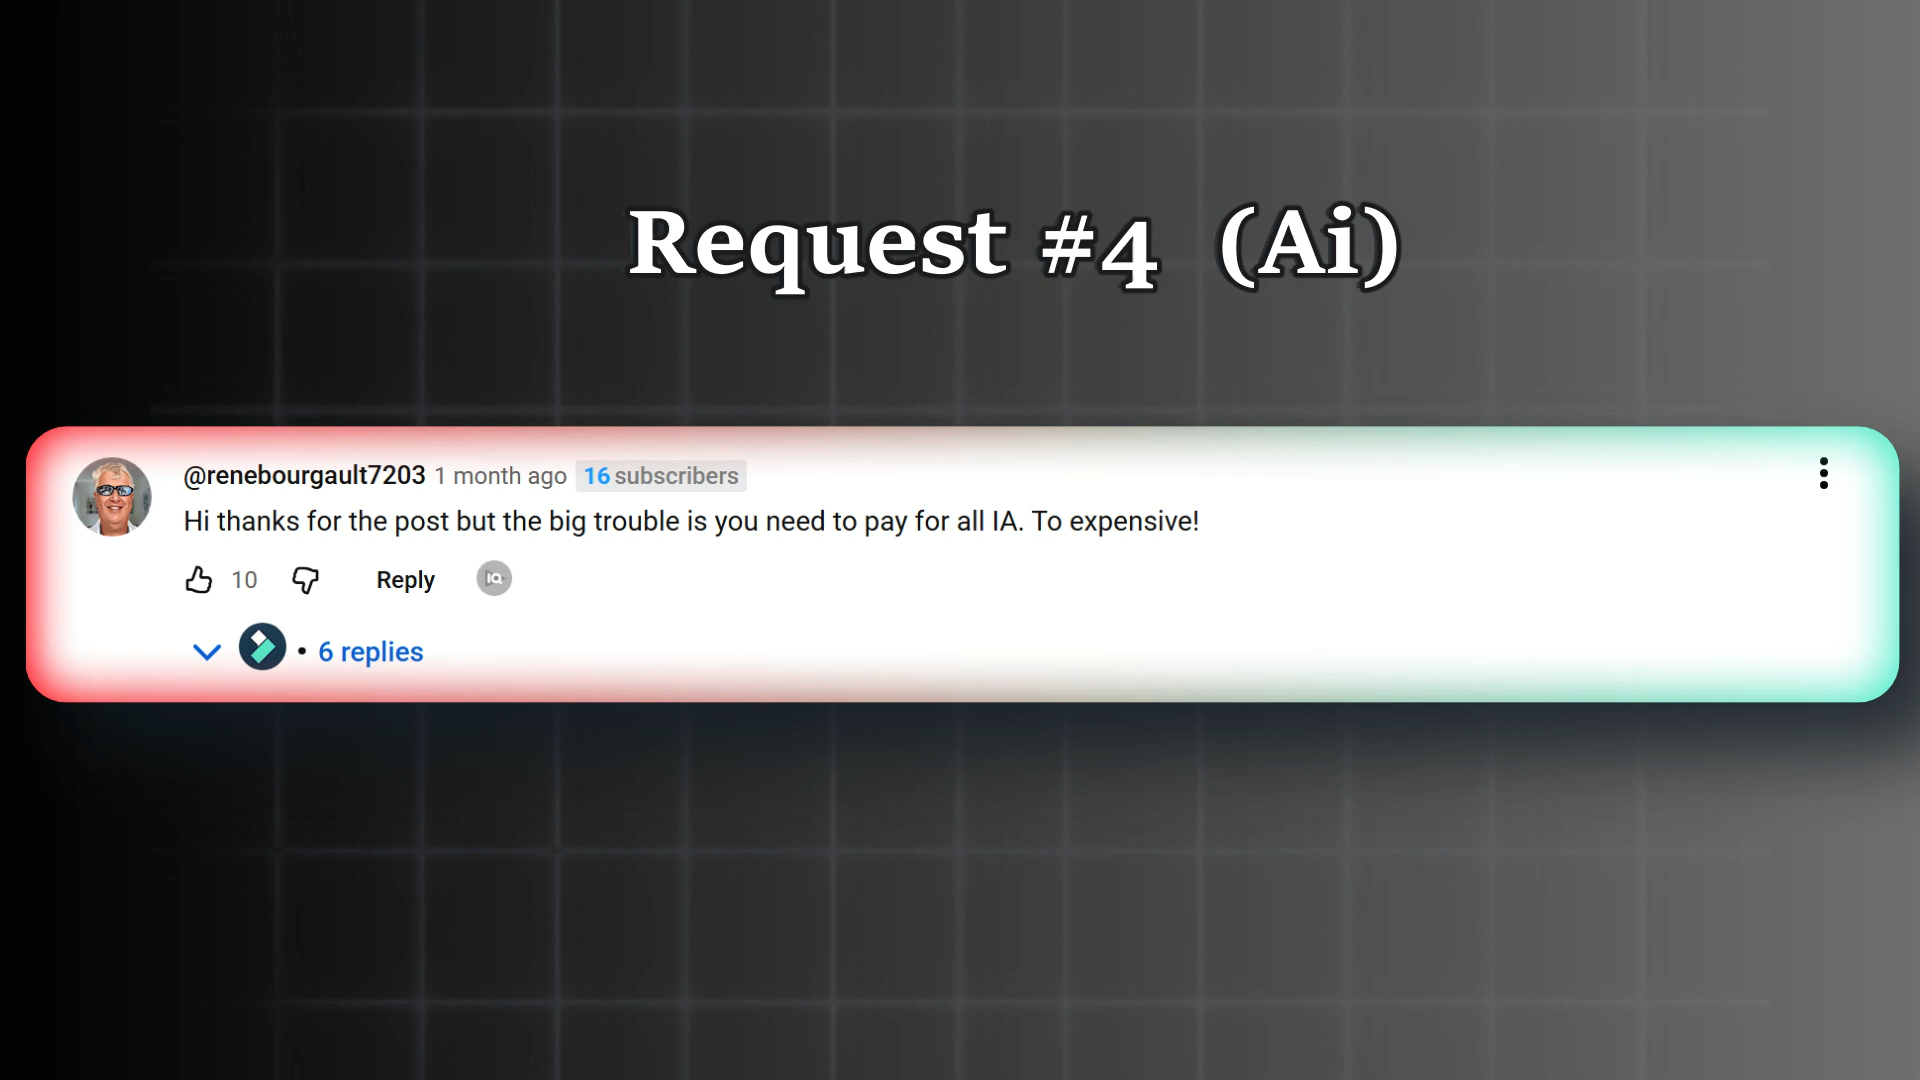 Request #4 (Ai)
@renebourgault7203 1 month ago 16 subscribers
Hi thanks for the post but the big trouble is you need to pay for all IA. To expensive!
10 Reply IQ
• 6 replies